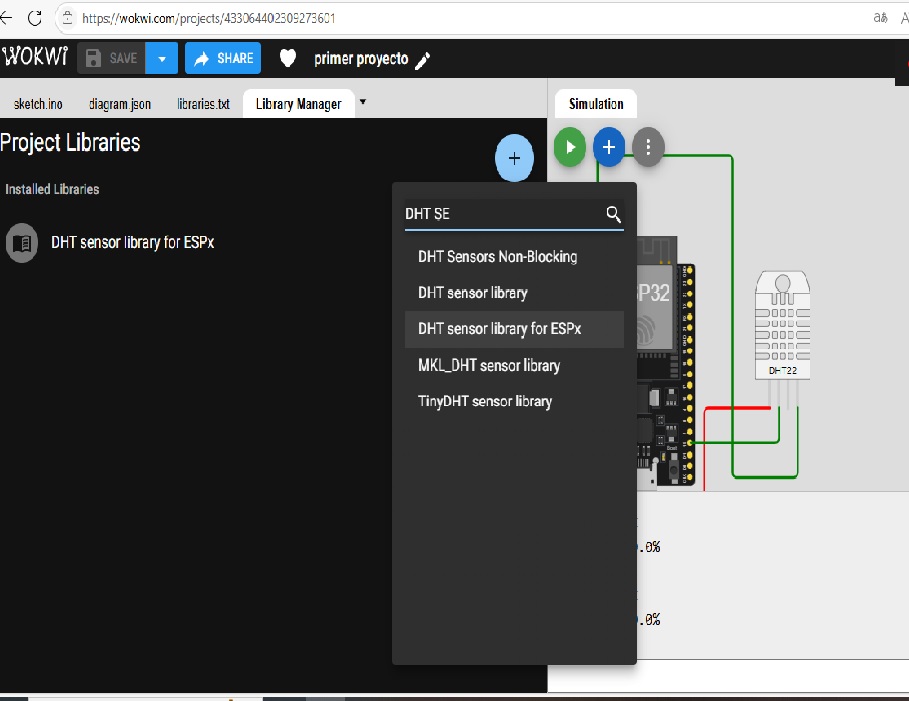 https://wokwi.com/projects/433064402309273601
WOKWi
SAVE
SHARE
primer proyecto
sketch.ino
diagram.json
libraries.txt
Library Manager
Simulation
Project Libraries
Installed Libraries
DHT sensor library for ESPx
DHT SE
DHT Sensors Non-Blocking
DHT sensor library
DHT sensor library for ESPx
MKL_DHT sensor library
TinyDHT sensor library
P32
DHT22
.0%
.0%